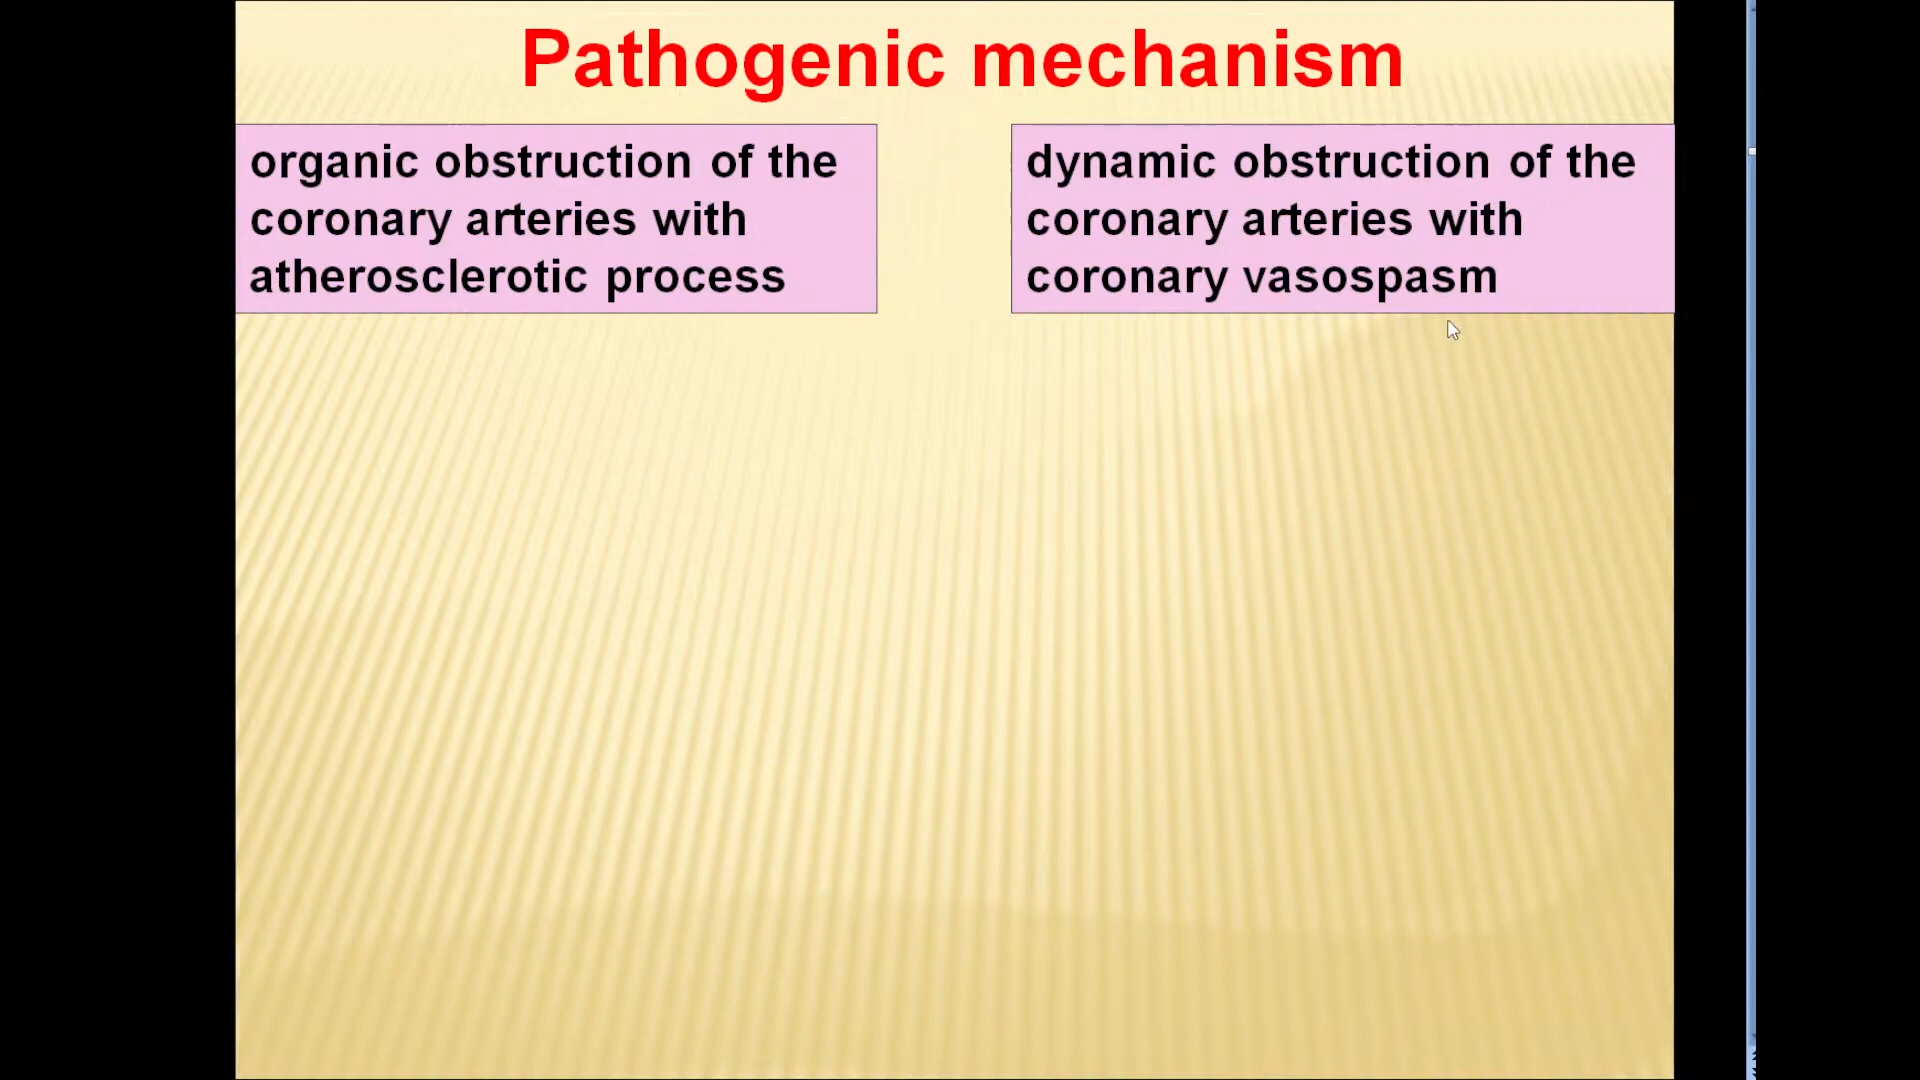 Pathogenic mechanism
organic obstruction of the
coronary arteries with
atherosclerotic process
dynamic obstruction of the
coronary arteries with
coronary vasospasm